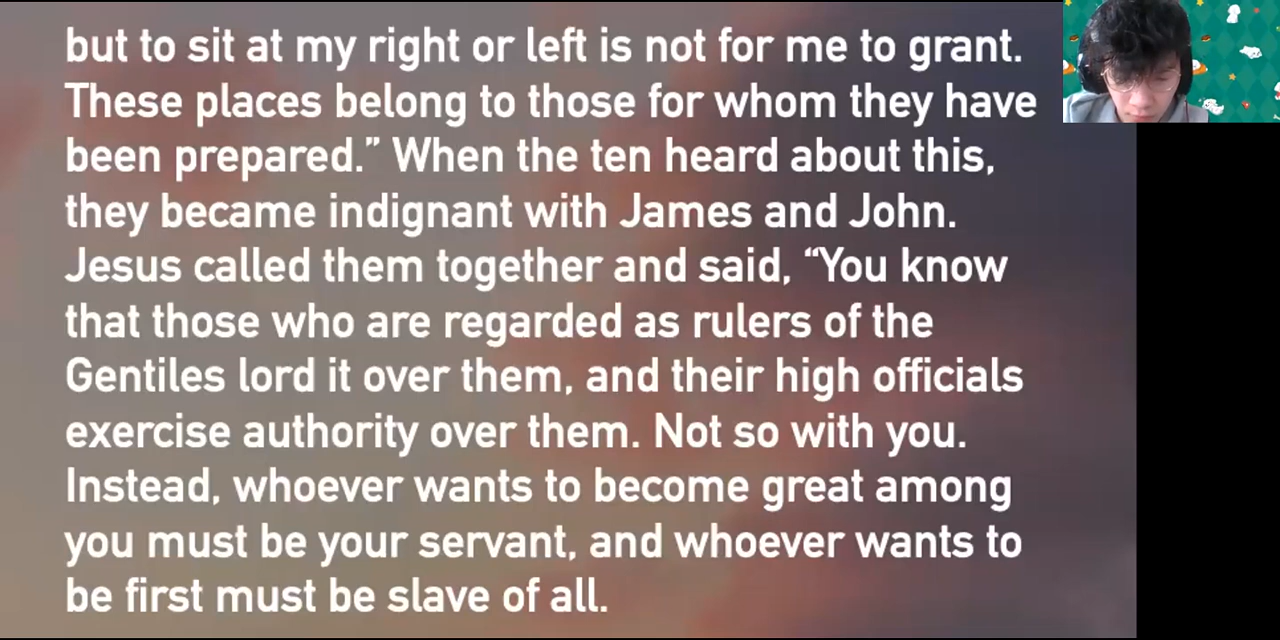 but to sit at my right or left is not for me to grant.
These places belong to those for whom they have
been prepared.” When the ten heard about this,
they became indignant with James and John.
Jesus called them together and said, “You know
that those who are regarded as rulers of the
Gentiles lord it over them, and their high officials
exercise authority over them. Not so with you.
Instead, whoever wants to become great among
you must be your servant, and whoever wants to
be first must be slave of all.